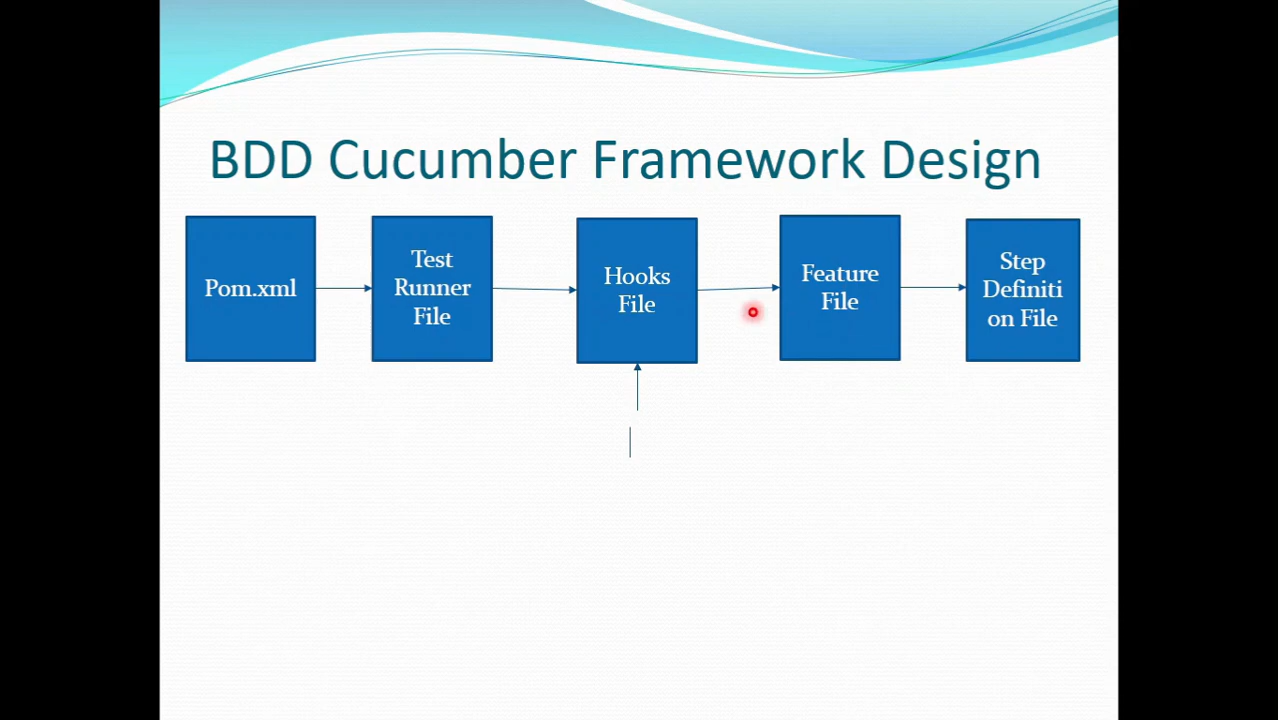 BDD Cucumber Framework Design
Pom.xml
Test
Runner
File
Hooks
File
Feature
File
Step
Definiti
on File